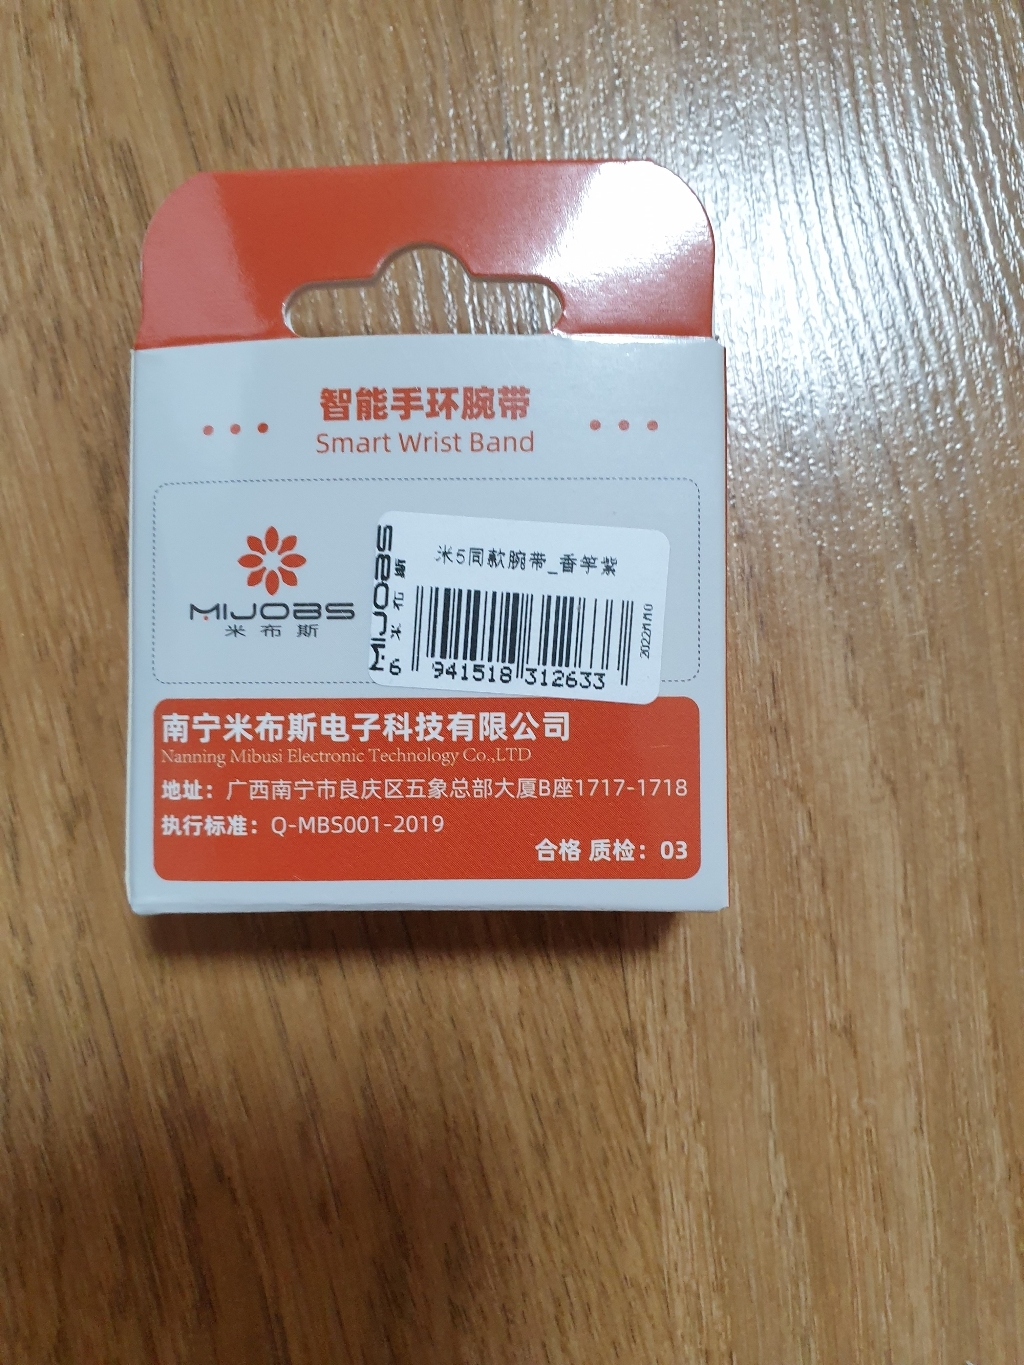 智能手环腕带
Smart Wrist Band
MIJOBS
米布斯
MIJOBS
米布斯
米5同款腕带_香竿紫
6 941518 312633
南宁米布斯电子科技有限公司
Nanning Mibusi Electronic Technology Co.,LTD
地址：广西南宁市良庆区五象总部大厦B座1717-1718
执行标准：Q-MBS001-2019
合格 质检：03